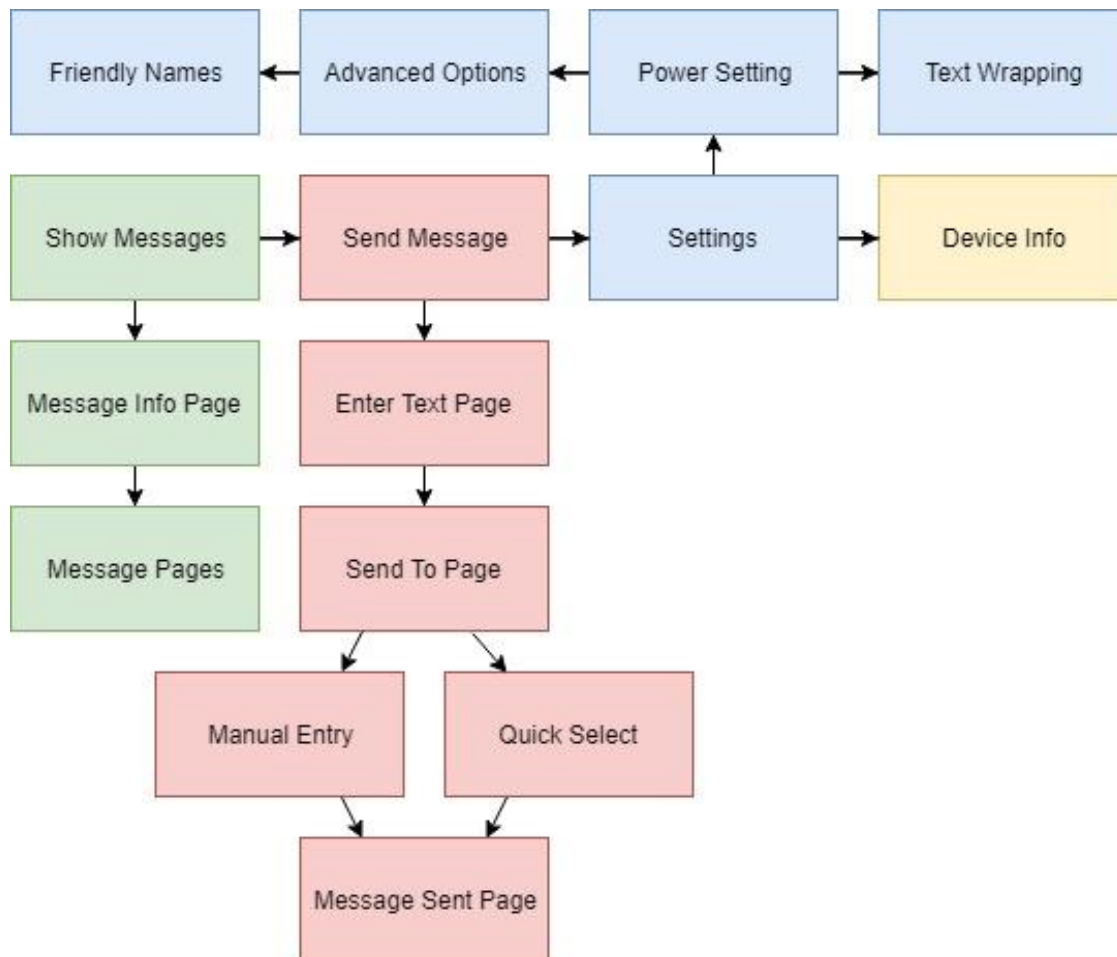 Friendly Names
Advanced Options
Power Setting
Text Wrapping
Show Messages
Send Message
Settings
Device Info
Message Info Page
Enter Text Page
Message Pages
Send To Page
Manual Entry
Quick Select
Message Sent Page